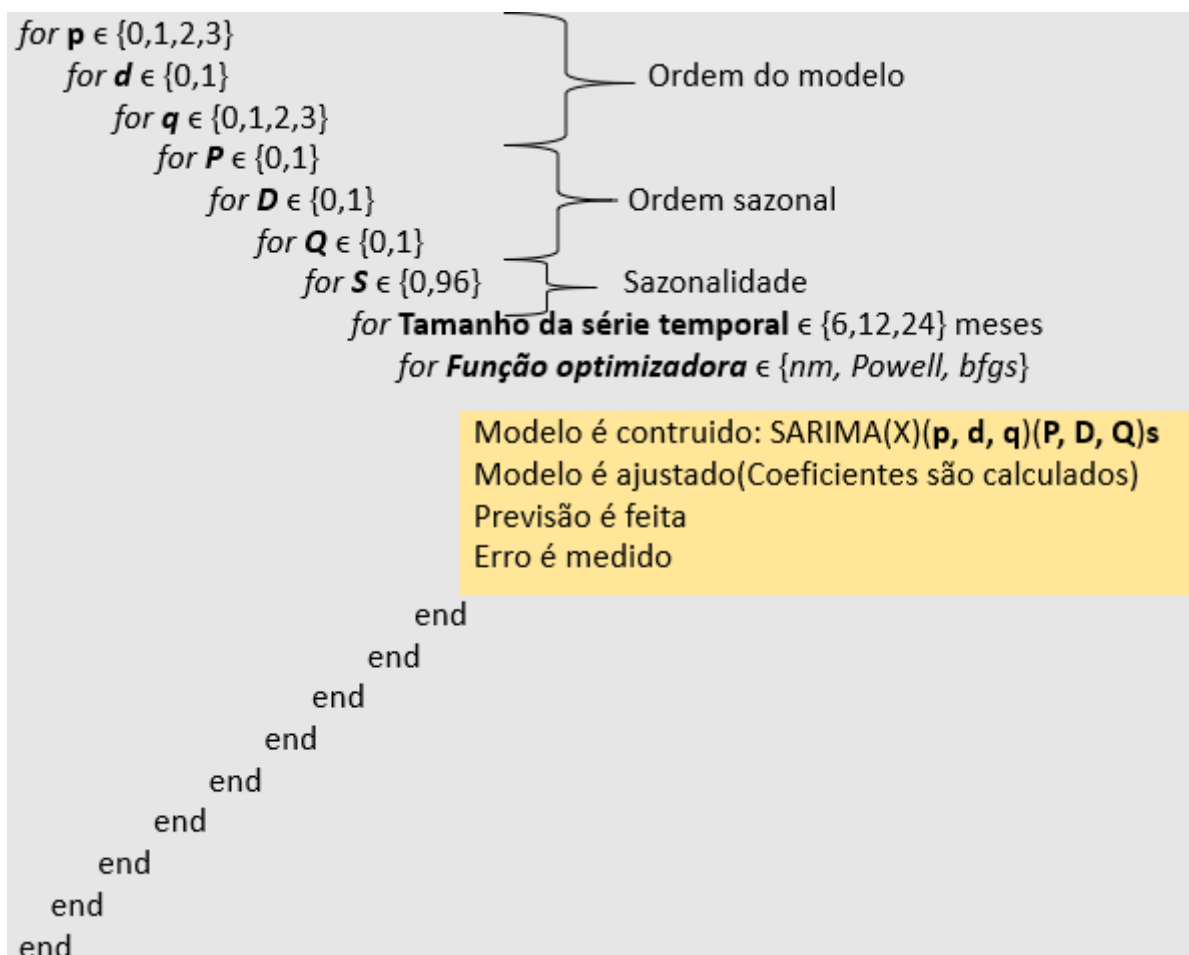 for p ϵ {0,1,2,3}
for d ϵ {0,1}
Ordem do modelo
for q ϵ {0,1,2,3}
for P ϵ {0,1}
for D ϵ {0,1}
Ordem sazonal
for Q ϵ {0,1}
for S ϵ {0,96}
Sazonalidade
for Tamanho da série temporal ϵ {6,12,24} meses
for Função optimizadora ϵ {nm, Powell, bfgs}
Modelo é contruido: SARIMA(X)(p, d, q)(P, D, Q)s
Modelo é ajustado(Coeficientes são calculados)
Previsão é feita
Erro é medido
end
end
end
end
end
end
end
end
end